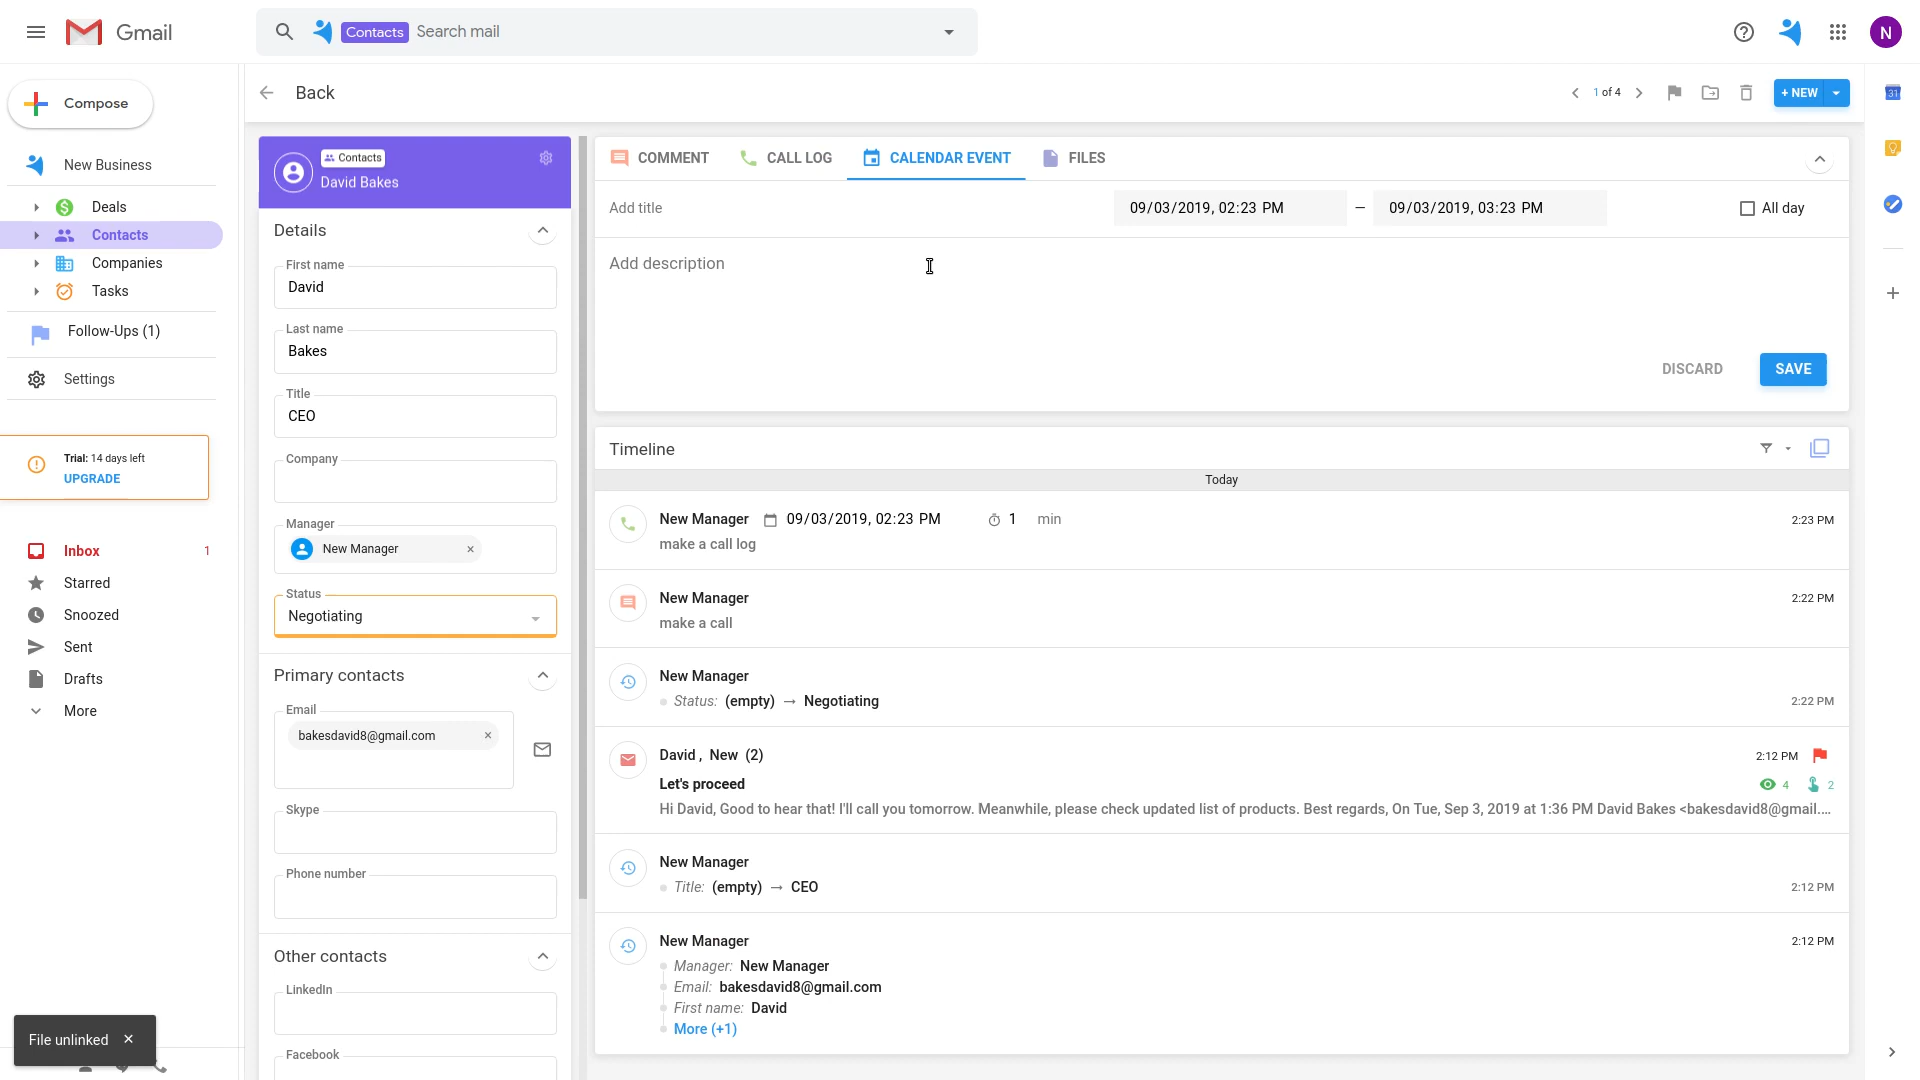 Gmail
Contacts Search mail
N
Compose
New Business
Deals
Contacts
Companies
Tasks
Follow-Ups (1)
Settings
Trial: 14 days left
UPGRADE
Inbox 1
Starred
Snoozed
Sent
Drafts
More
File unlinked ×
Back
1 of 4
+ NEW
31
Contacts
David Bakes
Details
First name
David
Last name
Bakes
Title
CEO
Company
Manager
New Manager ×
Status
Negotiating
Primary contacts
Email
bakesdavid8@gmail.com ×
Skype
Phone number
Other contacts
LinkedIn
Facebook
COMMENT CALL LOG CALENDAR EVENT FILES
Add title 09/03/2019, 02:23 PM – 09/03/2019, 03:23 PM All day
Add description
DISCARD SAVE
Timeline
Today
New Manager 09/03/2019, 02:23 PM 1 min 2:23 PM
make a call log
New Manager 2:22 PM
make a call
New Manager
Status: (empty) → Negotiating 2:22 PM
David , New (2) 2:12 PM
Let's proceed 4 2
Hi David, Good to hear that! I'll call you tomorrow. Meanwhile, please check updated list of products. Best regards, On Tue, Sep 3, 2019 at 1:36 PM David Bakes <bakesdavid8@gmail....
New Manager
Title: (empty) → CEO 2:12 PM
New Manager 2:12 PM
Manager: New Manager
Email: bakesdavid8@gmail.com
First name: David
More (+1)